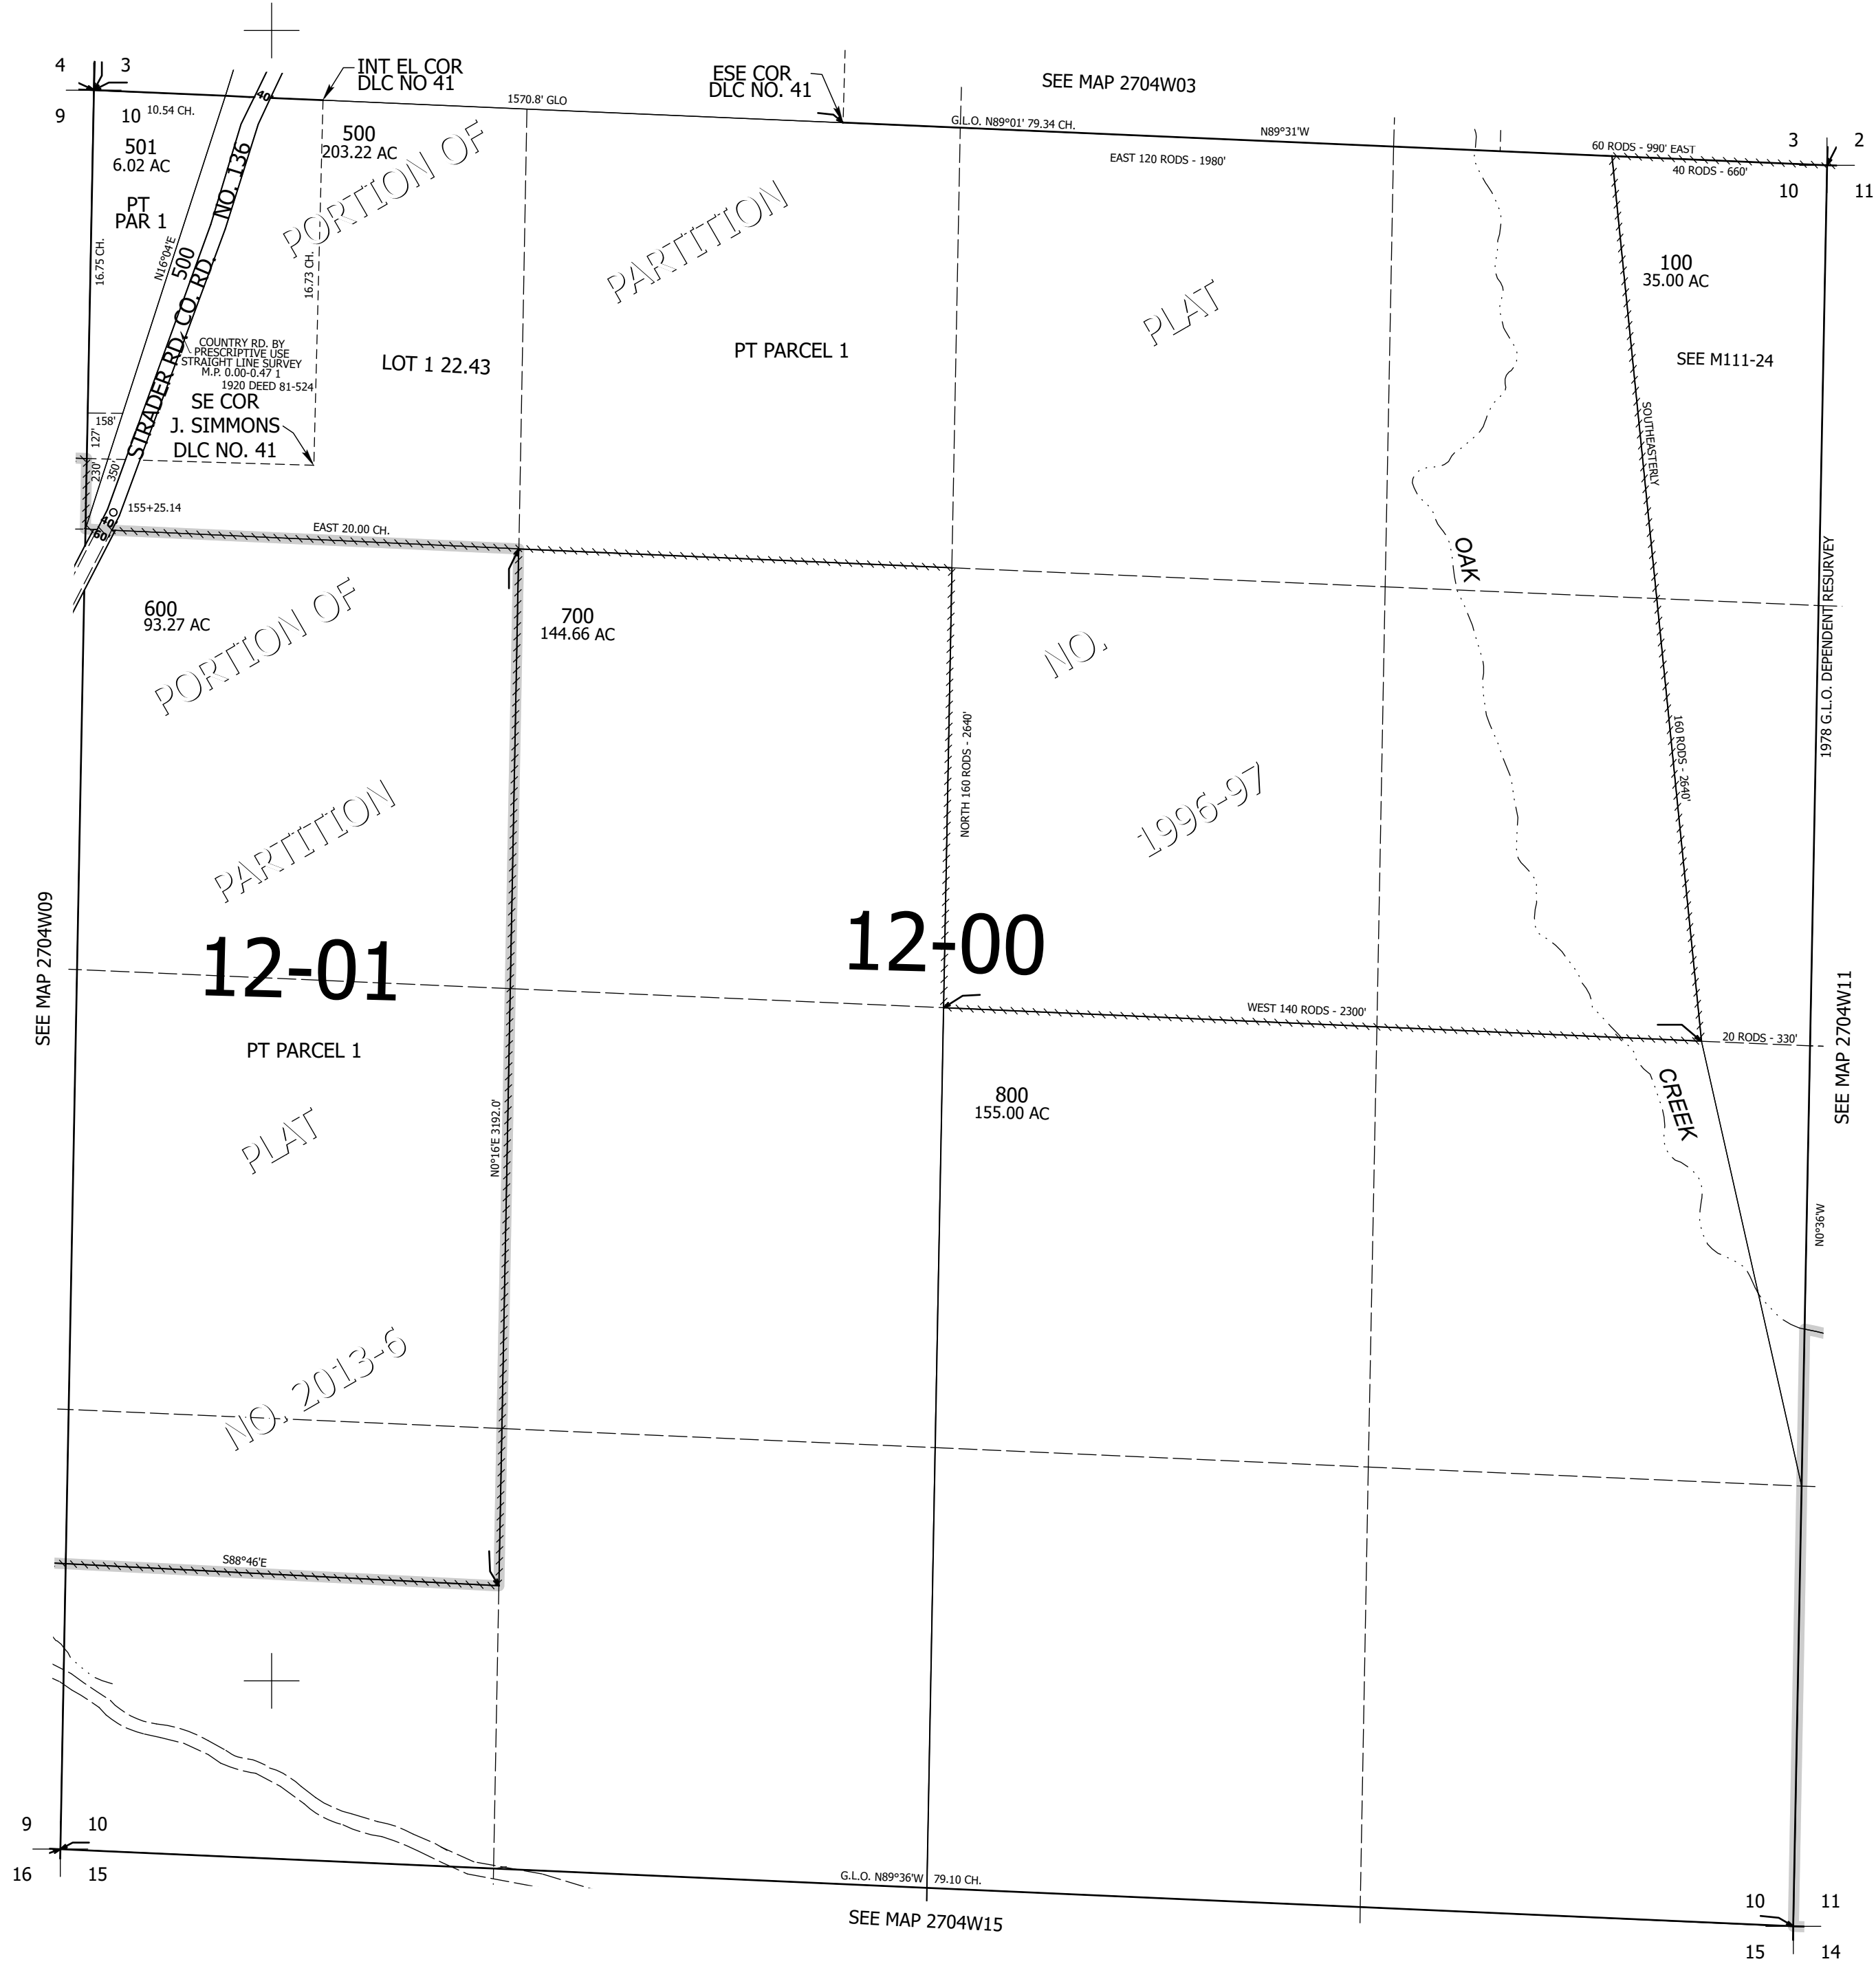 4
3
9
10
10.54 CH.
40'
INT EL COR
DLC NO 41
1570.8' GLO
ESE COR
DLC NO. 41
SEE MAP 2704W03
G.L.O. N89°01' 79.34 CH.
N89°31'W
EAST 120 RODS - 1980'
60 RODS - 990' EAST
40 RODS - 660'
3
2
10
11
501
6.02 AC
PT
PAR 1
16.75 CH.
N16°04'E
500
STRADER RD. CO. RD. NO. 136
500
203.22 AC
16.73 CH.
PORTION OF
PARTITION
PLAT
NO.
1996-97
COUNTRY RD. BY
PRESCRIPTIVE USE
STRAIGHT LINE SURVEY
M.P. 0.00-0.47 1
1920 DEED 81-524
SE COR
J. SIMMONS
DLC NO. 41
LOT 1 22.43
PT PARCEL 1
100
35.00 AC
SEE M111-24
SOUTHEASTERLY
160 RODS - 2640'
158'
127'
230'
350'
155+25.14
40'
60'
EAST 20.00 CH.
600
93.27 AC
700
144.66 AC
PORTION OF
PARTITION
PLAT
NO. 2013-6
NORTH 160 RODS - 2640'
OAK
CREEK
1978 G.L.O. DEPENDENT RESURVEY
SEE MAP 2704W09
12-01
12-00
PT PARCEL 1
WEST 140 RODS - 2300'
20 RODS - 330'
SEE MAP 2704W11
800
155.00 AC
N0°16'E 3192.0'
N0°36'W
S88°46'E
9
10
16
15
G.L.O. N89°36'W 79.10 CH.
SEE MAP 2704W15
10
11
15
14